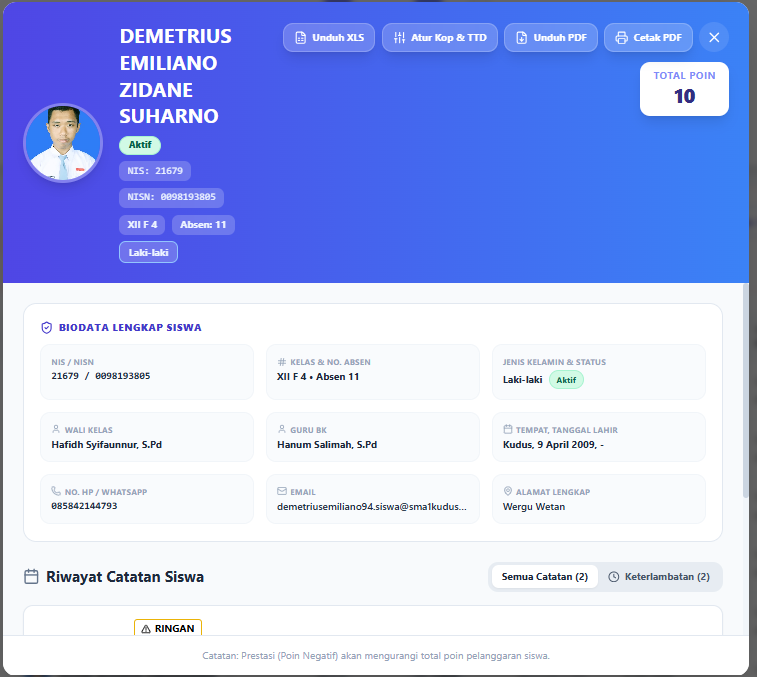 DEMETRIUS
EMILIANO
ZIDANE
SUHARNO
Aktif
NIS: 21679
NISN: 0098193805
XII F 4 Absen: 11
Laki-laki
Unduh XLS Atur Kop & TTD Unduh PDF Cetak PDF
TOTAL POIN
10
BIODATA LENGKAP SISWA
NIS / NISN
21679 / 0098193805
KELAS & NO. ABSEN
XII F 4 • Absen 11
JENIS KELAMIN & STATUS
Laki-laki Aktif
WALI KELAS
Hafidh Syifaunnur, S.Pd
GURU BK
Hanum Salimah, S.Pd
TEMPAT, TANGGAL LAHIR
Kudus, 9 April 2009, -
NO. HP / WHATSAPP
085842144793
EMAIL
demetriusemiliano94.siswa@sma1kudus...
ALAMAT LENGKAP
Wergu Wetan
Riwayat Catatan Siswa
Semua Catatan (2) Keterlambatan (2)
RINGAN
Catatan: Prestasi (Poin Negatif) akan mengurangi total poin pelanggaran siswa.